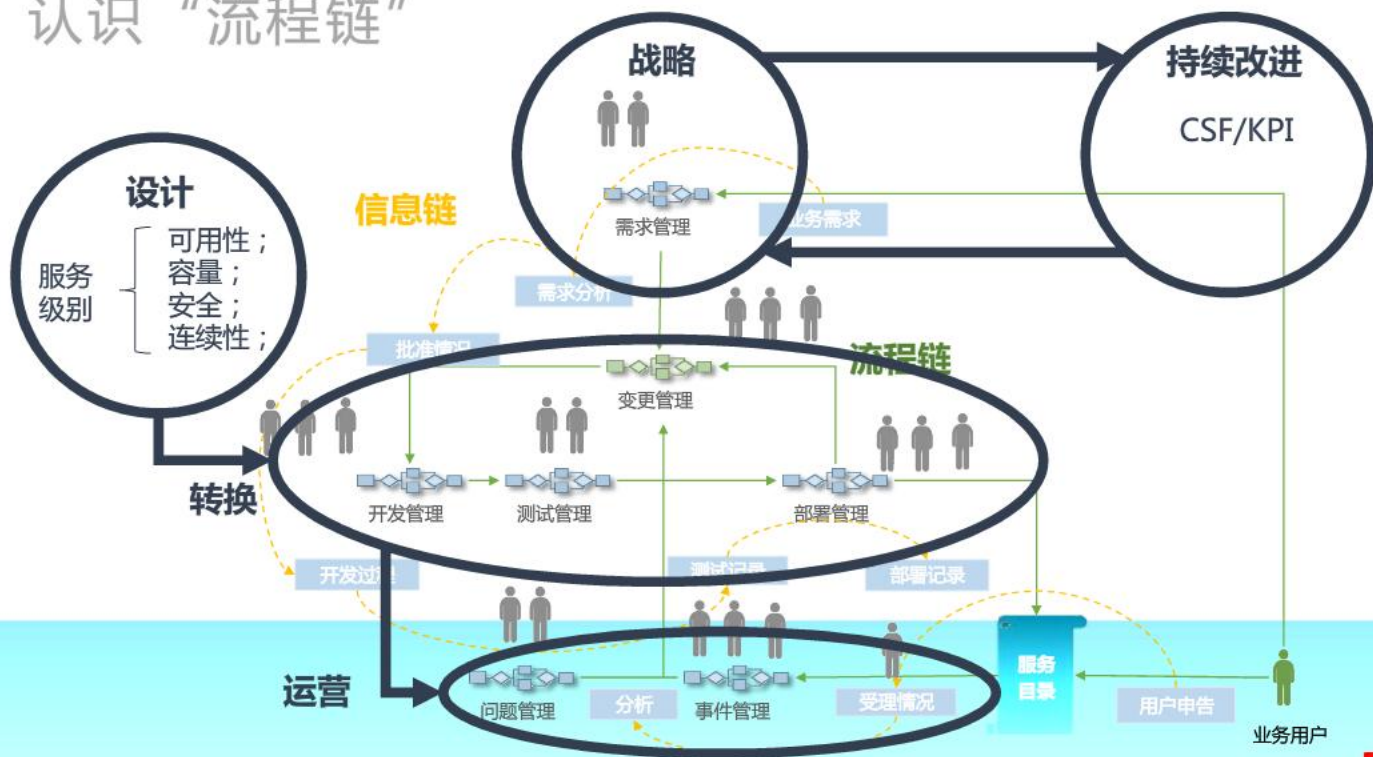 认识“流程链”
战略
持续改进
CSF/KPI
设计
服务
级别
可用性；
容量；
安全；
连续性；
信息链
需求管理
业务需求
需求分析
批准情况
流程链
变更管理
转换
开发管理
测试管理
部署管理
开发过程
测试记录
部署记录
运营
问题管理
分析
事件管理
受理情况
服务
目录
用户申告
业务用户